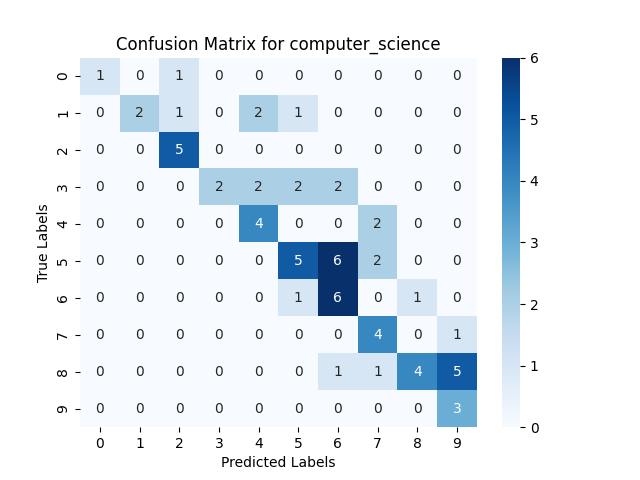 Confusion Matrix for computer_science
0 1 0 1 0 0 0 0 0 0 0
1 0 2 1 0 2 1 0 0 0 0
2 0 0 5 0 0 0 0 0 0 0
3 0 0 0 2 2 2 2 0 0 0
4 0 0 0 0 4 0 0 2 0 0
5 0 0 0 0 0 5 6 2 0 0
6 0 0 0 0 0 1 6 0 1 0
7 0 0 0 0 0 0 0 4 0 1
8 0 0 0 0 0 0 1 1 4 5
9 0 0 0 0 0 0 0 0 0 3
0 1 2 3 4 5 6 7 8 9
Predicted Labels
True Labels
6
5
4
3
2
1
0